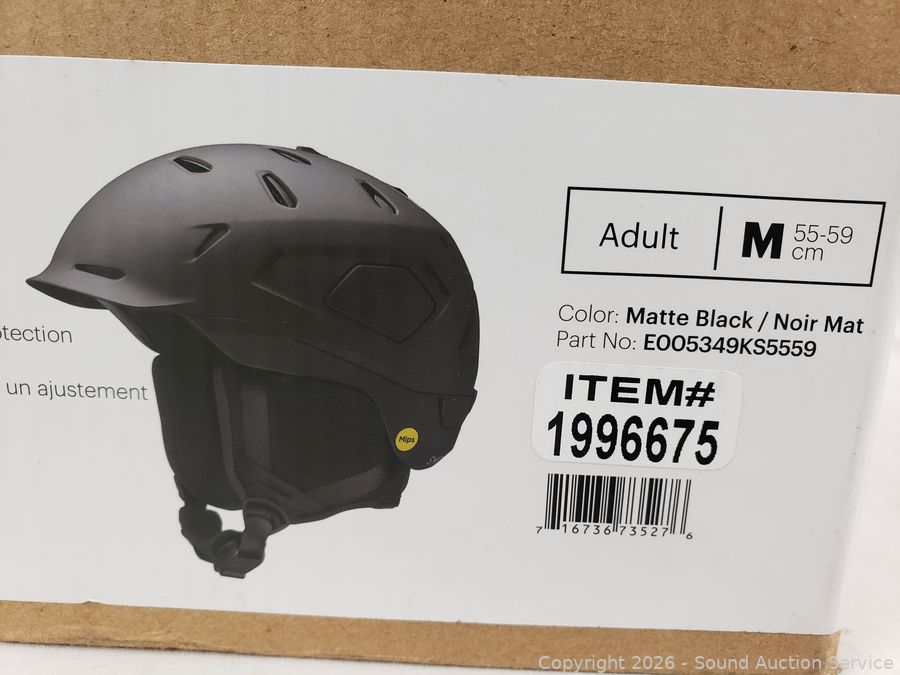 Adult
M
55-59
cm
Color: Matte Black / Noir Mat
Part No: E005349KS5559
otection
un ajustement
ITEM#
1996675
Mips
7 16736 73527 6
Copyright 2026 - Sound Auction Service